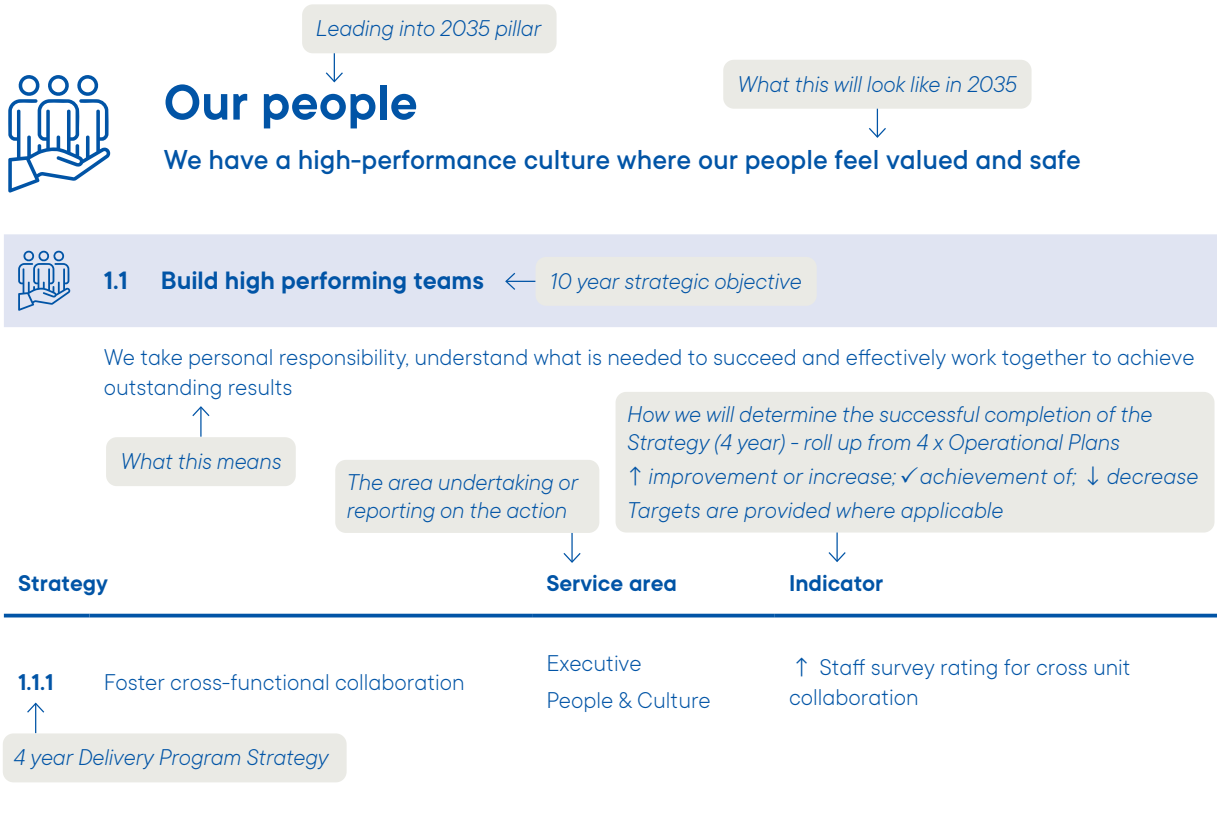 Leading into 2035 pillar
What this will look like in 2035
Our people
We have a high-performance culture where our people feel valued and safe
1.1 Build high performing teams ← 10 year strategic objective
We take personal responsibility, understand what is needed to succeed and effectively work together to achieve
outstanding results
What this means
The area undertaking or
reporting on the action
How we will determine the successful completion of the
Strategy (4 year) - roll up from 4 x Operational Plans
↑ improvement or increase; ✓ achievement of; ↓ decrease
Targets are provided where applicable
Strategy Service area Indicator
1.1.1 Foster cross-functional collaboration
Executive
People & Culture
↑ Staff survey rating for cross unit
collaboration
4 year Delivery Program Strategy